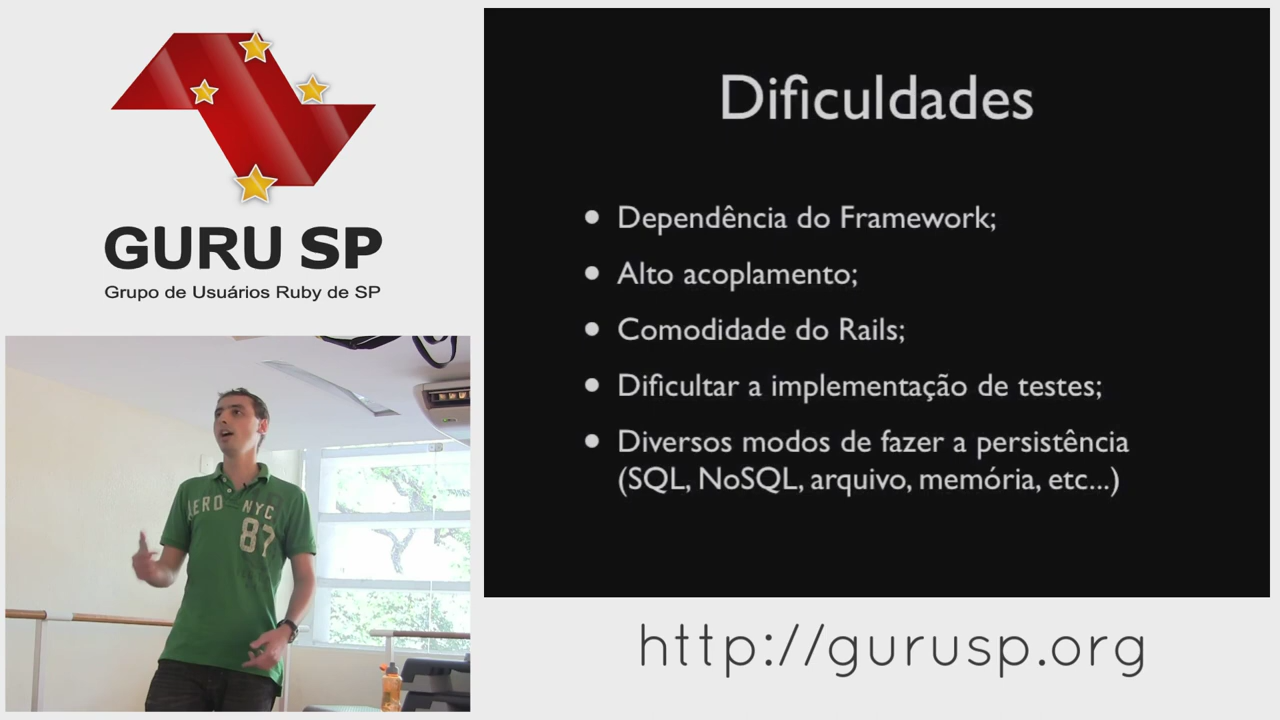 GURU SP
Grupo de Usuários Ruby de SP
AERO NYC
87
Dificuldades
• Dependência do Framework;
• Alto acoplamento;
• Comodidade do Rails;
• Dificultar a implementação de testes;
• Diversos modos de fazer a persistência
(SQL, NoSQL, arquivo, memória, etc...)
http://gurusp.org